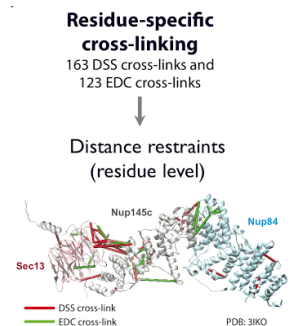 Residue-specific
cross-linking
163 DSS cross-links and
123 EDC cross-links
Distance restraints
(residue level)
Nup145c
Nup84
Sec13
DSS cross-link
EDC cross-link
PDB: 3IKO